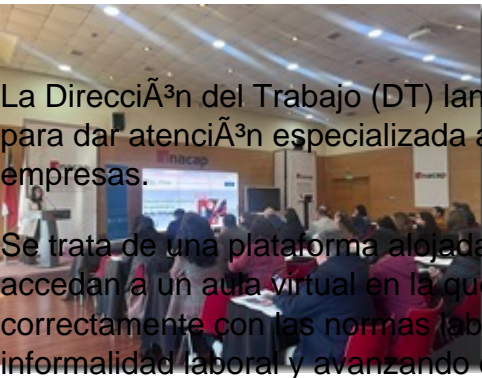 La DirecciÃ³n del Trabajo (DT) lan
para dar atenciÃ³n especializada a
empresas.
Inacap
Inacap
Se trata de una plataforma alojada
accedan a un aula virtual en la que
correctamente con las normas lab
informalidad laboral y avanzando